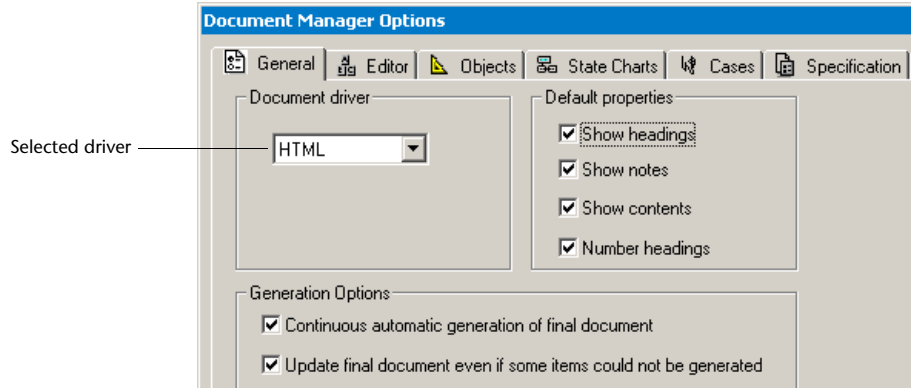 Document Manager Options
General Editor Objects State Charts Cases Specification
Document driver
Default properties
Selected driver
HTML
Show headings
Show notes
Show contents
Number headings
Generation Options
Continuous automatic generation of final document
Update final document even if some items could not be generated